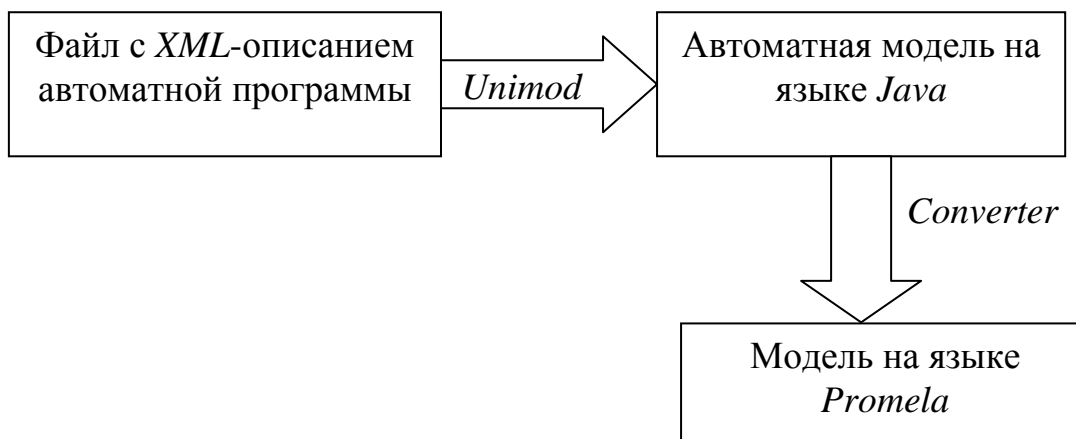 Файл с XML-описанием
автоматной программы
Unimod
Автоматная модель на
языке Java
Converter
Модель на языке
Promela